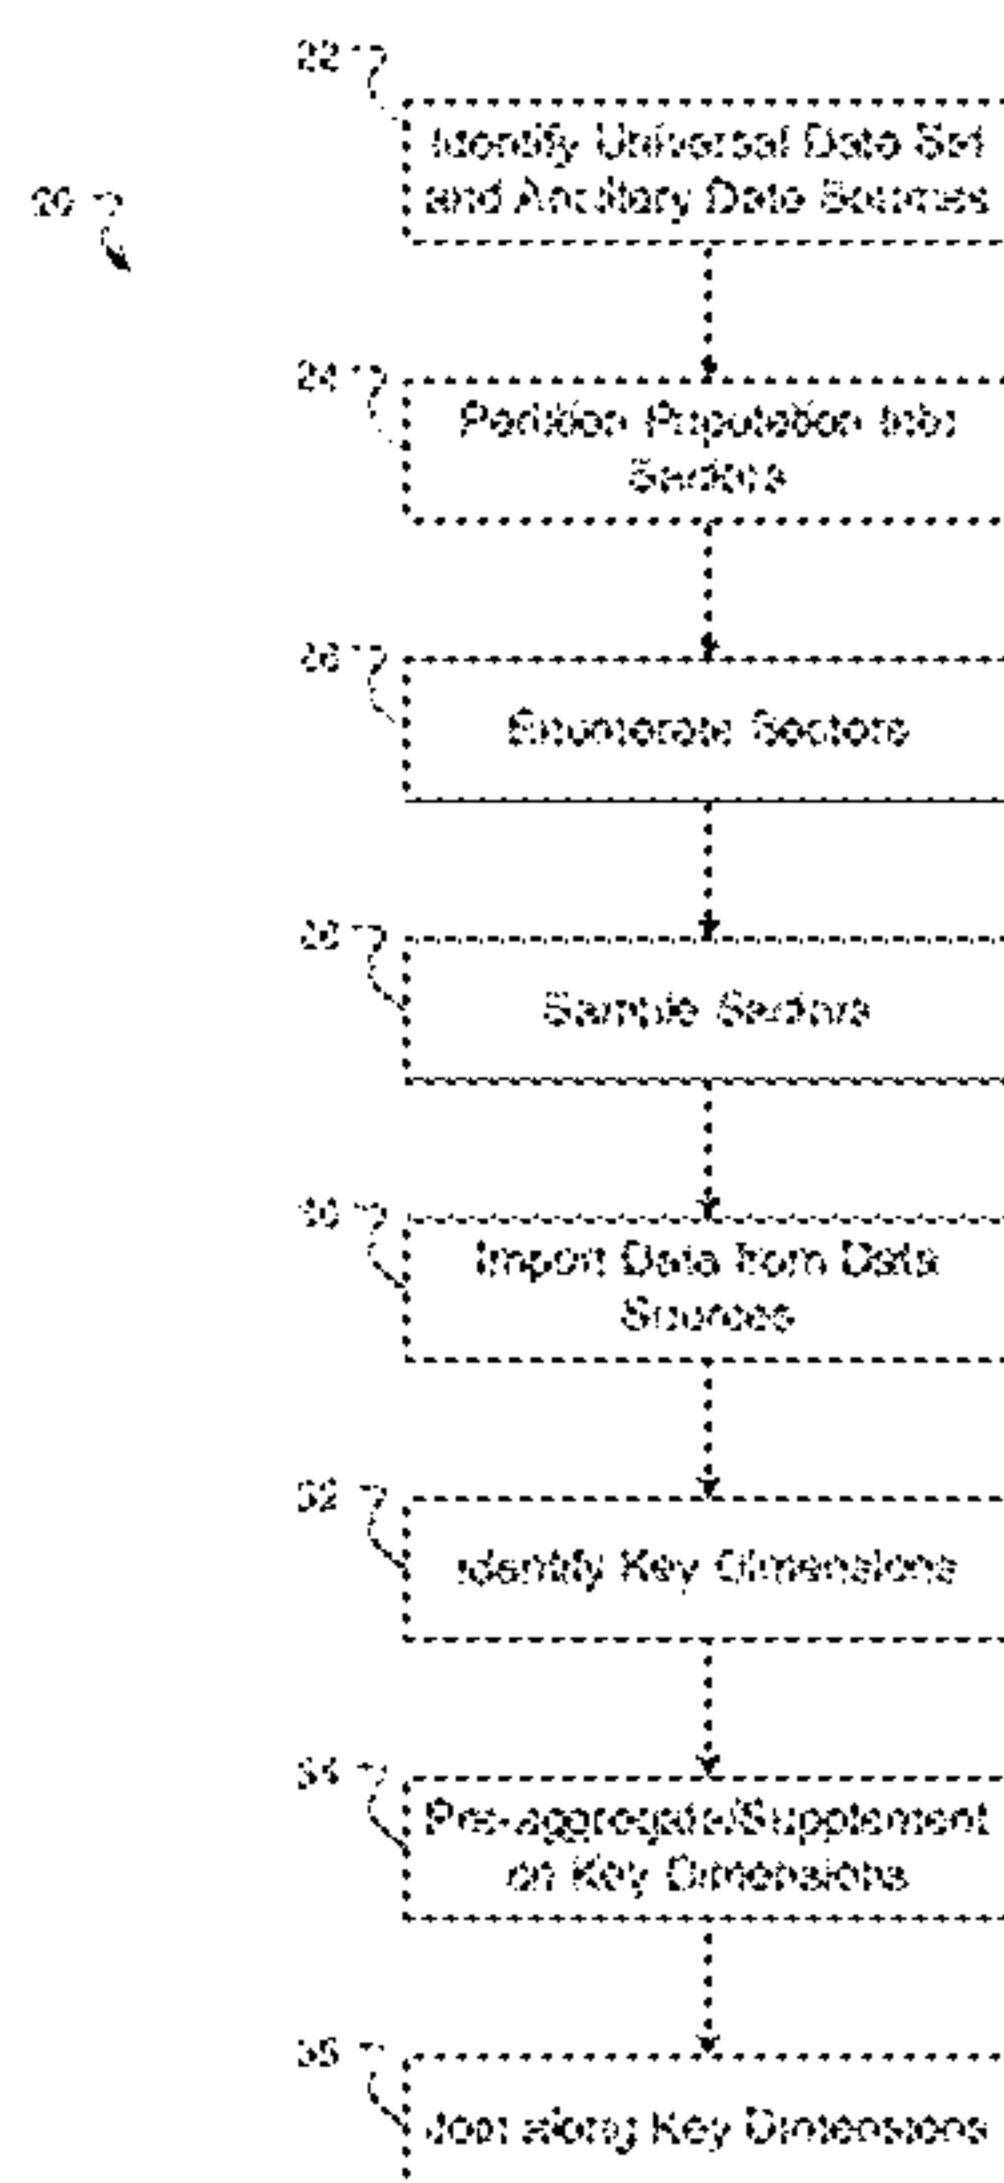 22
Identify Universal Data Set
and Ancillary Data Sources
20
24
Partition Population Into
Sectors
26
Enumerate Sectors
28
Sample Sectors
30
Import Data from Data
Sources
32
Identify Key Dimensions
34
Pre-aggregate/Supplement
on Key Dimensions
36
Join along Key Dimensions